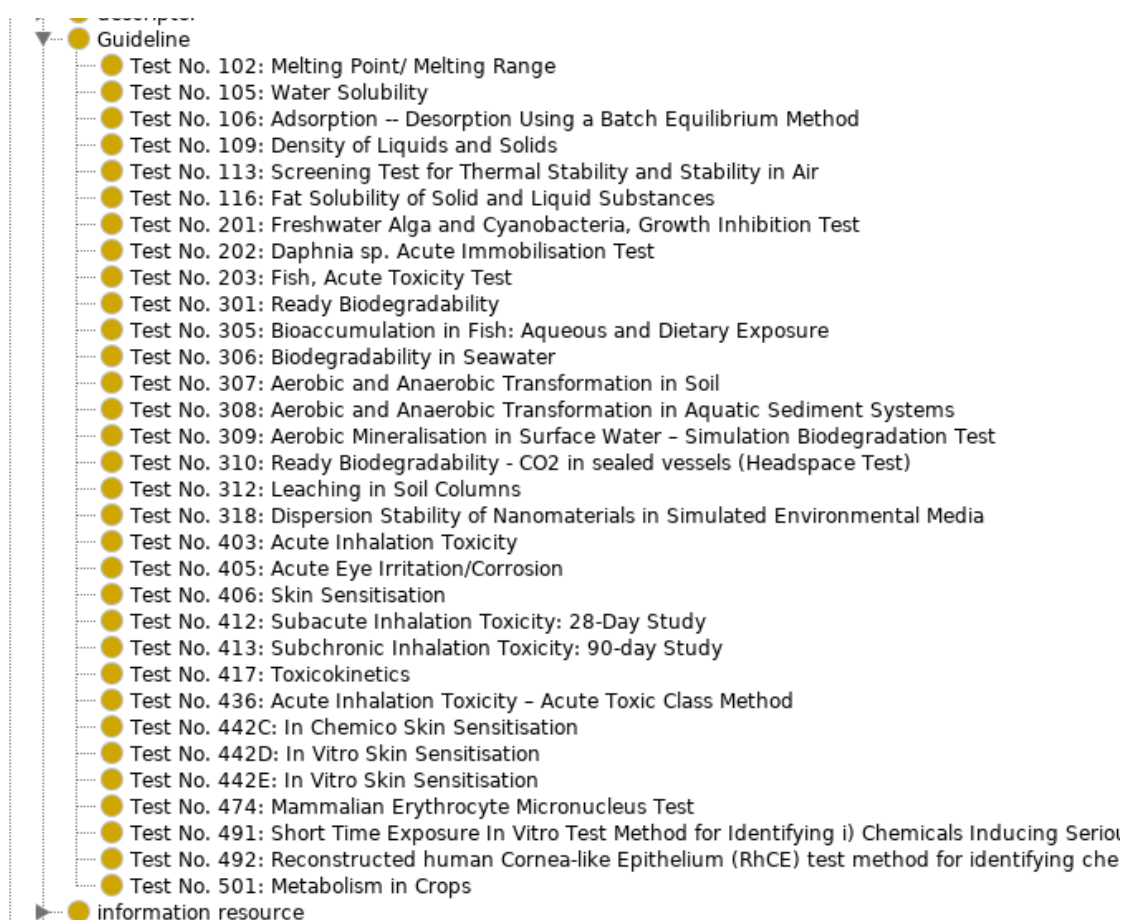 descriptor
Guideline
Test No. 102: Melting Point/ Melting Range
Test No. 105: Water Solubility
Test No. 106: Adsorption -- Desorption Using a Batch Equilibrium Method
Test No. 109: Density of Liquids and Solids
Test No. 113: Screening Test for Thermal Stability and Stability in Air
Test No. 116: Fat Solubility of Solid and Liquid Substances
Test No. 201: Freshwater Alga and Cyanobacteria, Growth Inhibition Test
Test No. 202: Daphnia sp. Acute Immobilisation Test
Test No. 203: Fish, Acute Toxicity Test
Test No. 301: Ready Biodegradability
Test No. 305: Bioaccumulation in Fish: Aqueous and Dietary Exposure
Test No. 306: Biodegradability in Seawater
Test No. 307: Aerobic and Anaerobic Transformation in Soil
Test No. 308: Aerobic and Anaerobic Transformation in Aquatic Sediment Systems
Test No. 309: Aerobic Mineralisation in Surface Water – Simulation Biodegradation Test
Test No. 310: Ready Biodegradability - CO2 in sealed vessels (Headspace Test)
Test No. 312: Leaching in Soil Columns
Test No. 318: Dispersion Stability of Nanomaterials in Simulated Environmental Media
Test No. 403: Acute Inhalation Toxicity
Test No. 405: Acute Eye Irritation/Corrosion
Test No. 406: Skin Sensitisation
Test No. 412: Subacute Inhalation Toxicity: 28-Day Study
Test No. 413: Subchronic Inhalation Toxicity: 90-day Study
Test No. 417: Toxicokinetics
Test No. 436: Acute Inhalation Toxicity – Acute Toxic Class Method
Test No. 442C: In Chemico Skin Sensitisation
Test No. 442D: In Vitro Skin Sensitisation
Test No. 442E: In Vitro Skin Sensitisation
Test No. 474: Mammalian Erythrocyte Micronucleus Test
Test No. 491: Short Time Exposure In Vitro Test Method for Identifying i) Chemicals Inducing Seriou
Test No. 492: Reconstructed human Cornea-like Epithelium (RhCE) test method for identifying che
Test No. 501: Metabolism in Crops
information resource